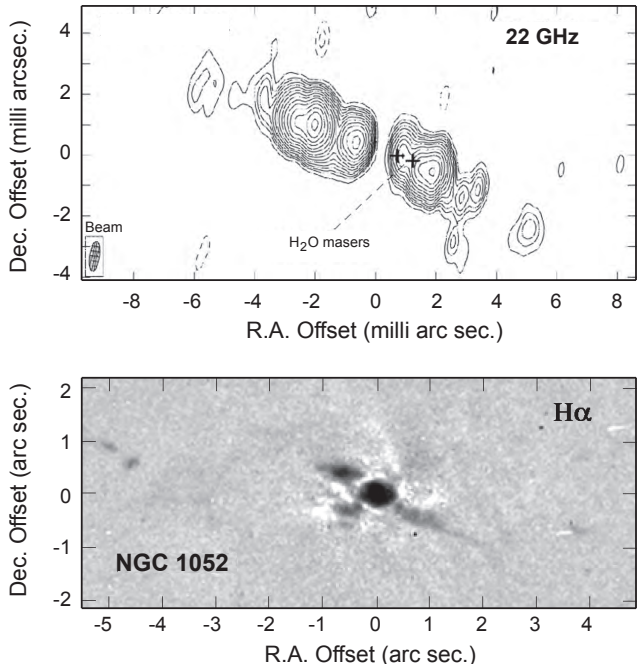 4
22 GHz
2
0
-2
-4
Dec. Offset (milli arcsec.)
Beam
H2O masers
-8 -6 -4 -2 0 2 4 6 8
R.A. Offset (milli arc sec.)
2
Hα
1
0
-1
NGC 1052
-2
Dec. Offset (arc sec.)
-5 -4 -3 -2 -1 0 1 2 3 4
R.A. Offset (arc sec.)